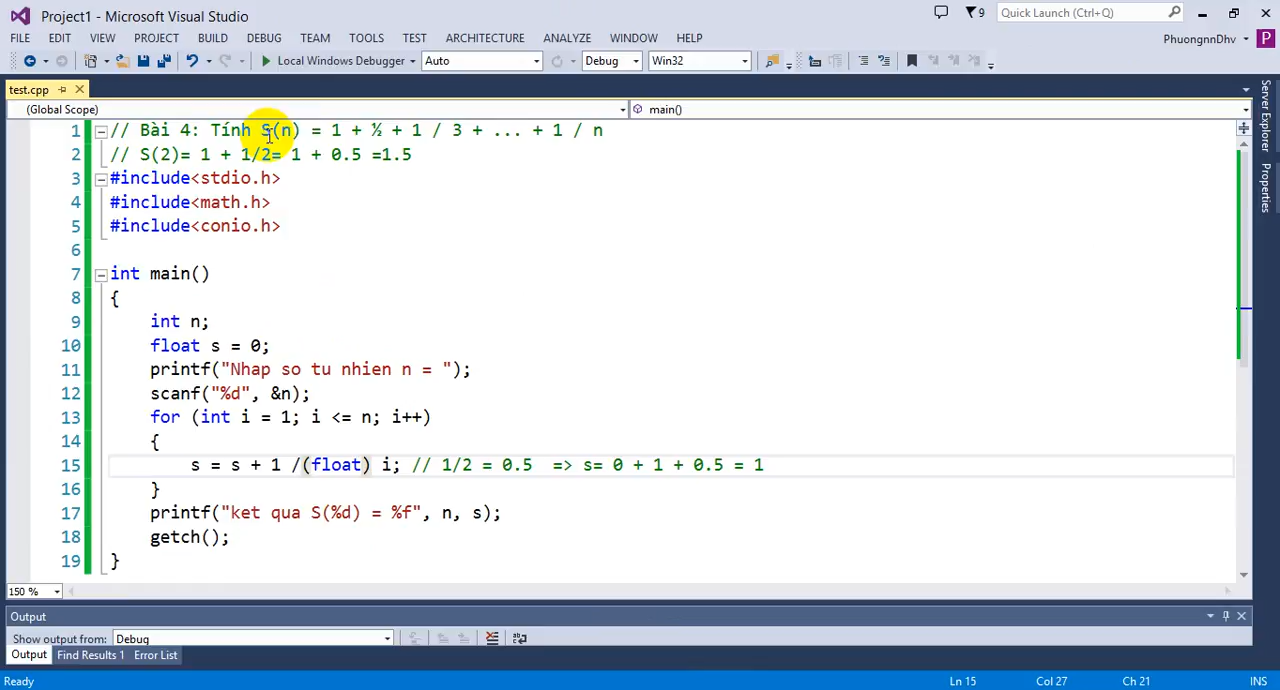 Project1 - Microsoft Visual Studio
9
Quick Launch (Ctrl+Q)
FILE EDIT VIEW PROJECT BUILD DEBUG TEAM TOOLS TEST ARCHITECTURE ANALYZE WINDOW HELP
PhuongnnDhv P
Local Windows Debugger Auto Debug Win32
test.cpp
(Global Scope) main()
1 // Bài 4: Tính S(n) = 1 + ½ + 1 / 3 + ... + 1 / n
2 // S(2)= 1 + 1/2= 1 + 0.5 =1.5
3 #include<stdio.h>
4 #include<math.h>
5 #include<conio.h>
6
7 int main()
8 {
9 int n;
10 float s = 0;
11 printf("Nhap so tu nhien n = ");
12 scanf("%d", &n);
13 for (int i = 1; i <= n; i++)
14 {
15 s = s + 1 /(float) i; // 1/2 = 0.5  => s= 0 + 1 + 0.5 = 1
16 }
17 printf("ket qua S(%d) = %f", n, s);
18 getch();
19 }
Server Explorer
Properties
150 %
Output
Show output from: Debug
Output Find Results 1 Error List
Ready Ln 15 Col 27 Ch 21 INS